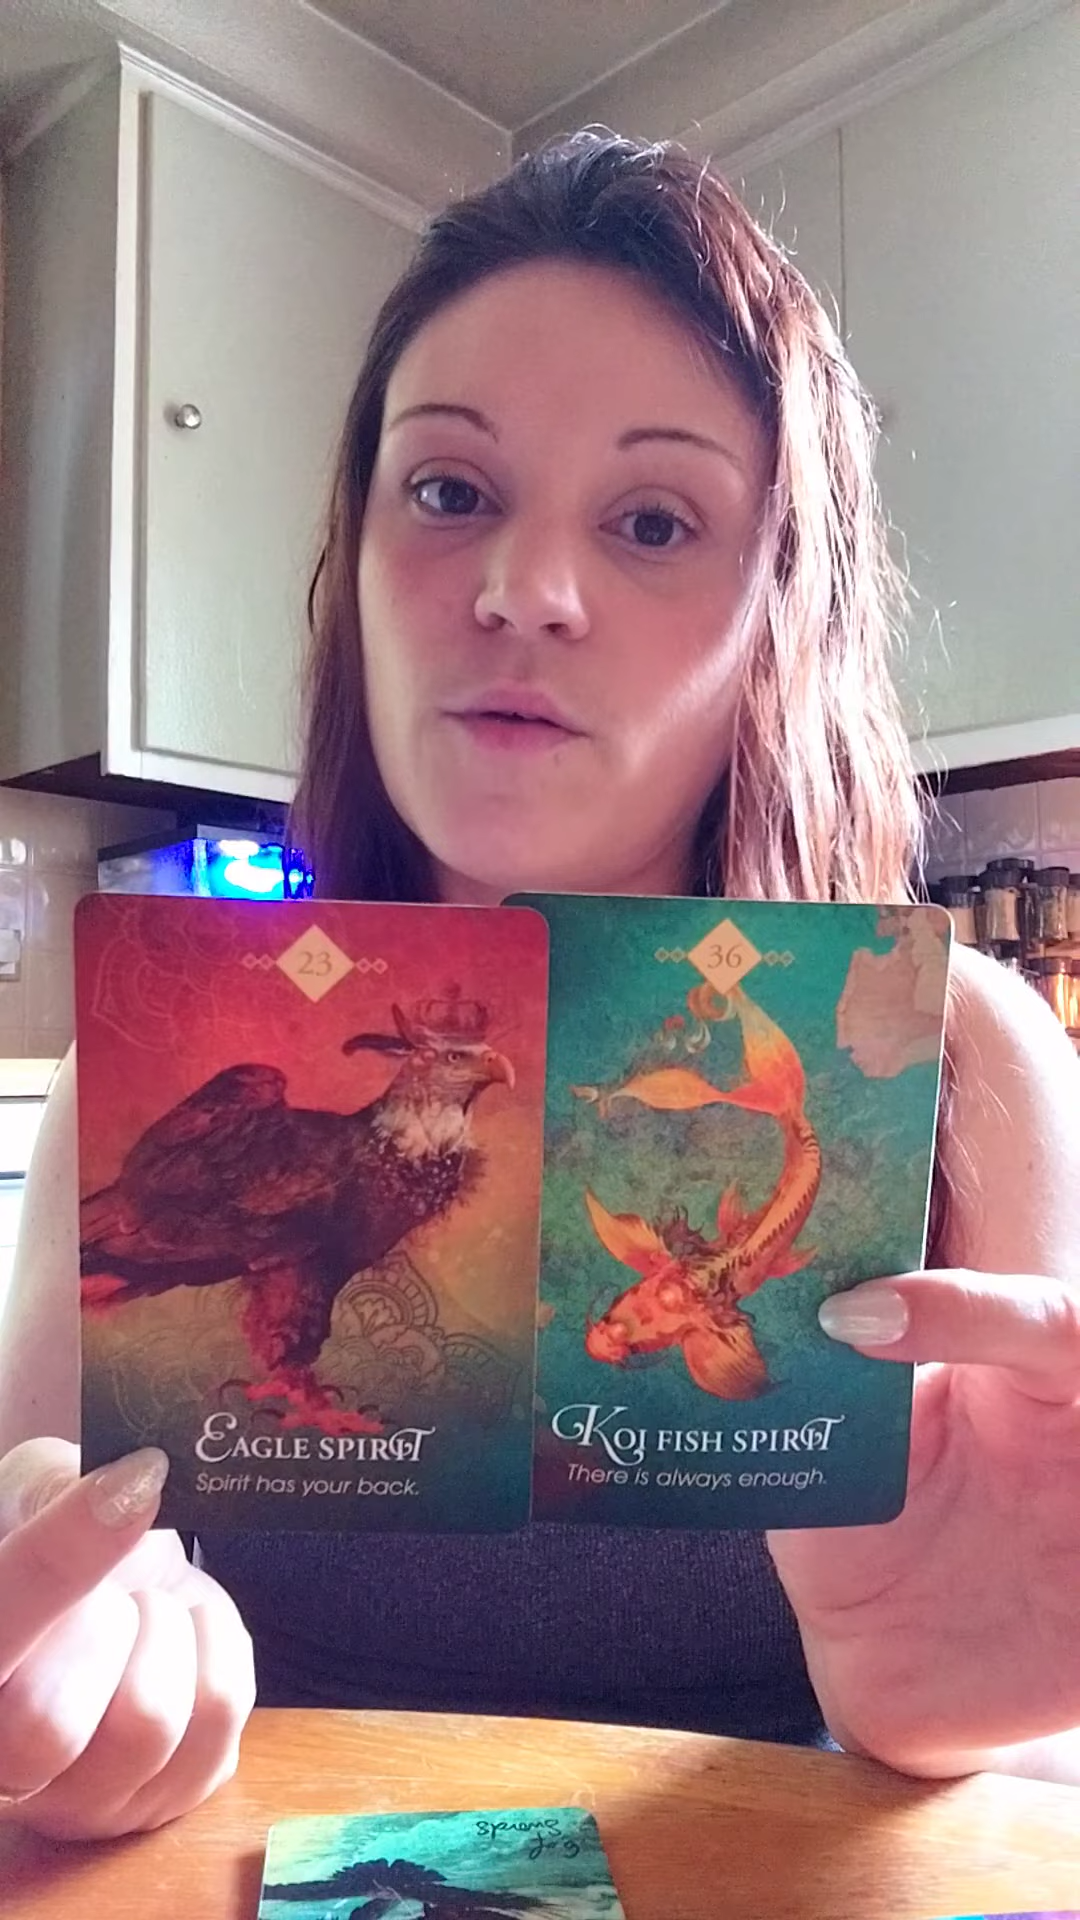 23
EAGLE SPIRIT
Spirit has your back.
36
KOI FISH SPIRIT
There is always enough.